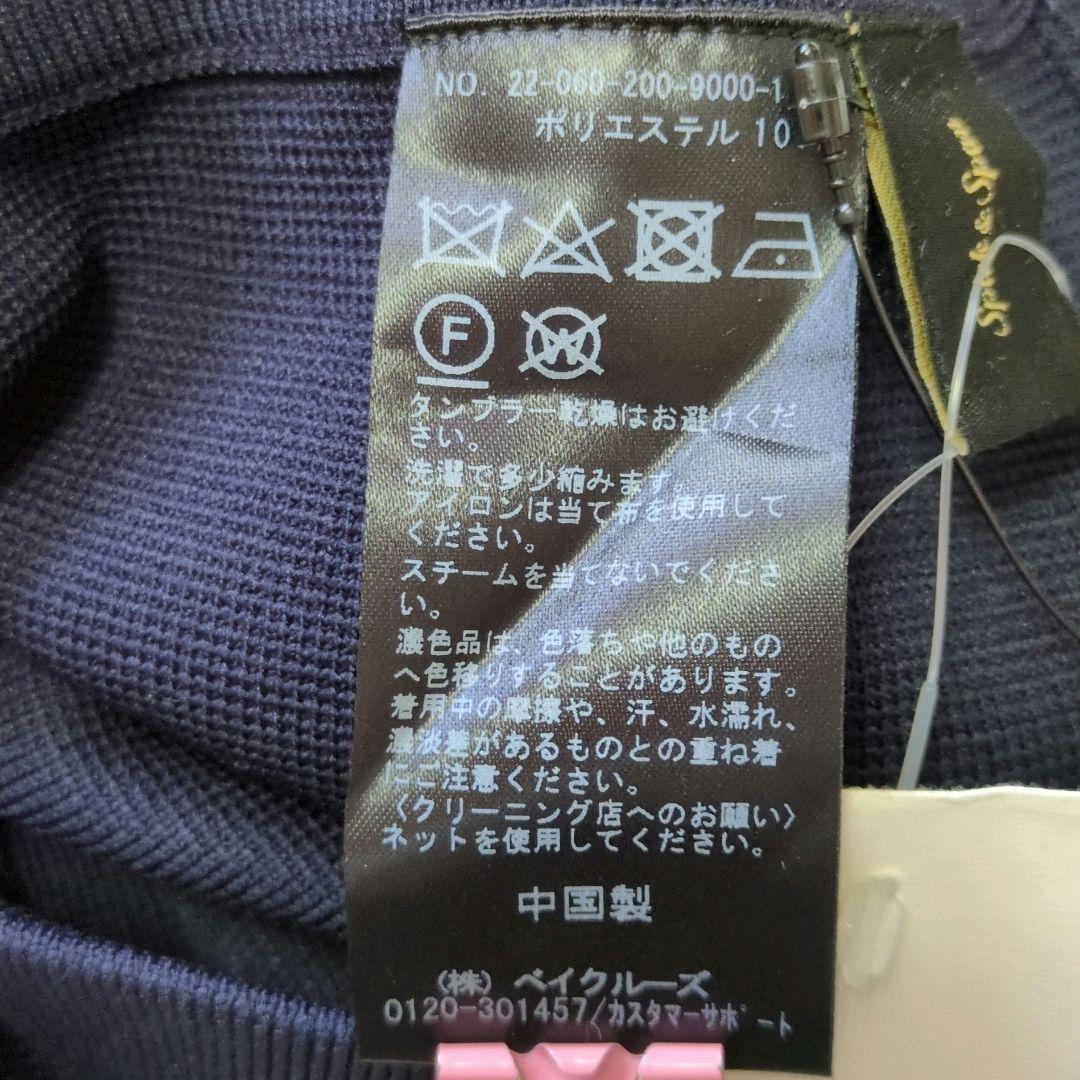 NO. 22-060-200-9000-1
ポリエステル 10
F
W
タンブラー乾燥はお避けくだ
さい。
洗濯で多少縮みます。
アイロンは当て布を使用して
ください。
スチームを当てないでくださ
い。
濃色品は、色落ちや他のもの
へ色移りすることがあります。
着用中の摩擦や、汗、水濡れ、
濃淡差があるものとの重ね着
にご注意ください。
〈クリーニング店へのお願い〉
ネットを使用してください。
中国製
(株) ベイクルーズ
0120-301457/カスタマーサポート
Spick & Span